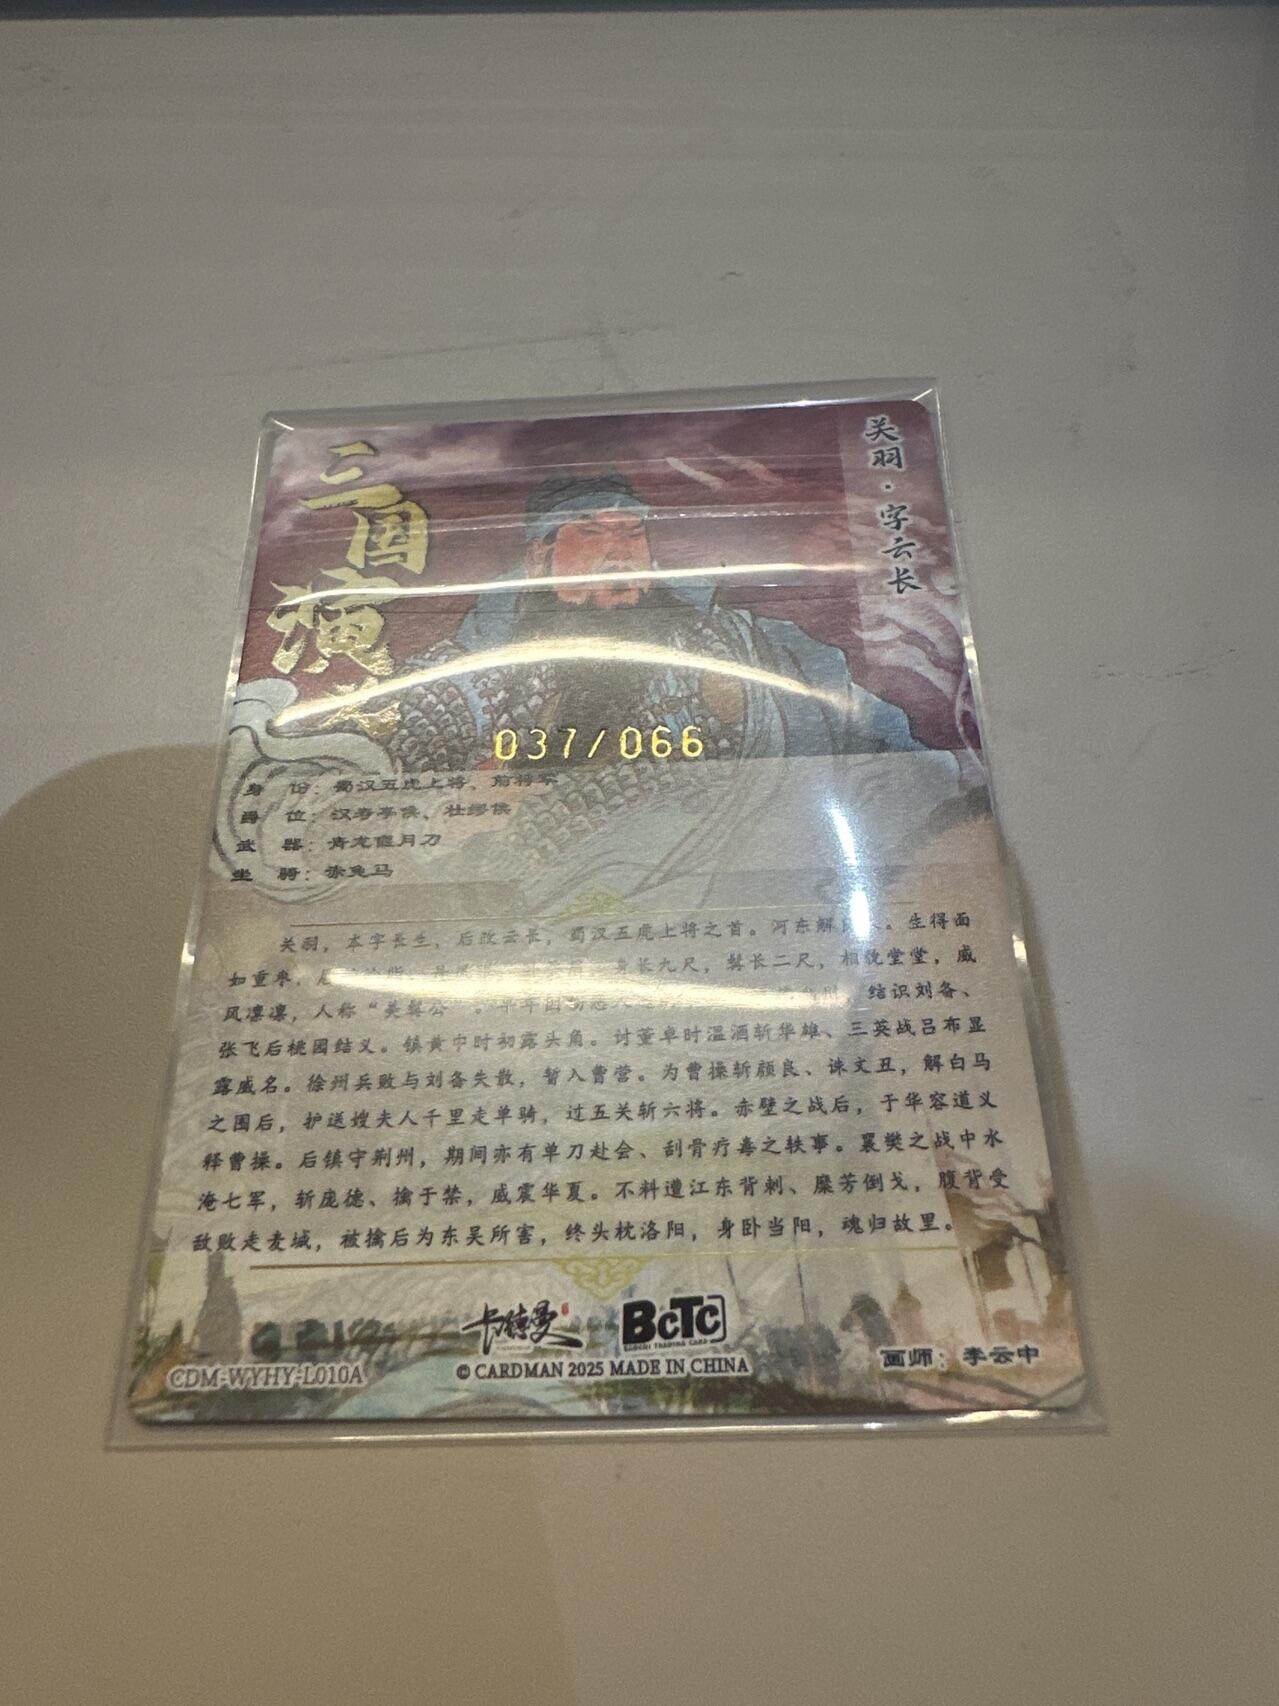 三国演义
关羽·字云长
037/066
身 份：蜀汉五虎上将、前将军
爵 位：汉寿亭侯、壮缪侯
武 器：青龙偃月刀
坐 骑：赤兔马
关羽，本字长生，后改云长，蜀汉五虎上将之首。河东解 。生得面
如重枣， 身长九尺，髯长二尺，相貌堂堂，威
风凛凛，人称“美髯公”。早年因 结识刘备、
张飞后桃园结义。镇黄巾时初露头角。讨董卓时温酒斩华雄、三英战吕布显
露威名。徐州兵败与刘备失散，暂入曹营。为曹操斩颜良、诛文丑，解白马
之围后，护送嫂夫人千里走单骑，过五关斩六将。赤壁之战后，于华容道义
释曹操。后镇守荆州，期间亦有单刀赴会、刮骨疗毒之轶事。襄樊之战中水
淹七军，斩庞德、擒于禁，威震华夏。不料遭江东背刺、糜芳倒戈，腹背受
敌败走麦城，被擒后为东吴所害，终头枕洛阳，身卧当阳，魂归故里。
卡德曼
BCTC
CDM-WYHY-L010A
© CARDMAN 2025 MADE IN CHINA
画师：李云中